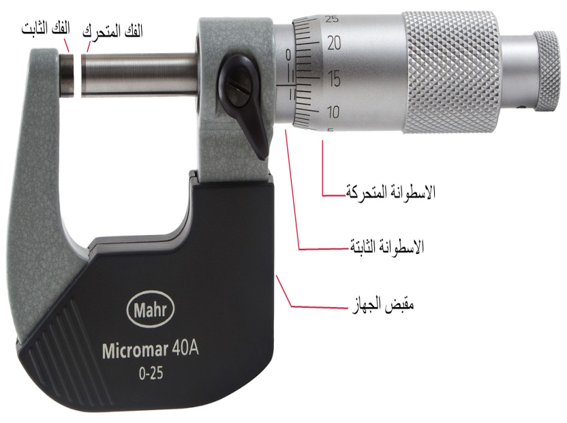 الفك الثابت
الفك المتحرك
25
20
0
15
10
5
الاسطوانة المتحركة
الاسطوانة الثابتة
مقبض الجهاز
Mahr
Micromar 40A
0-25